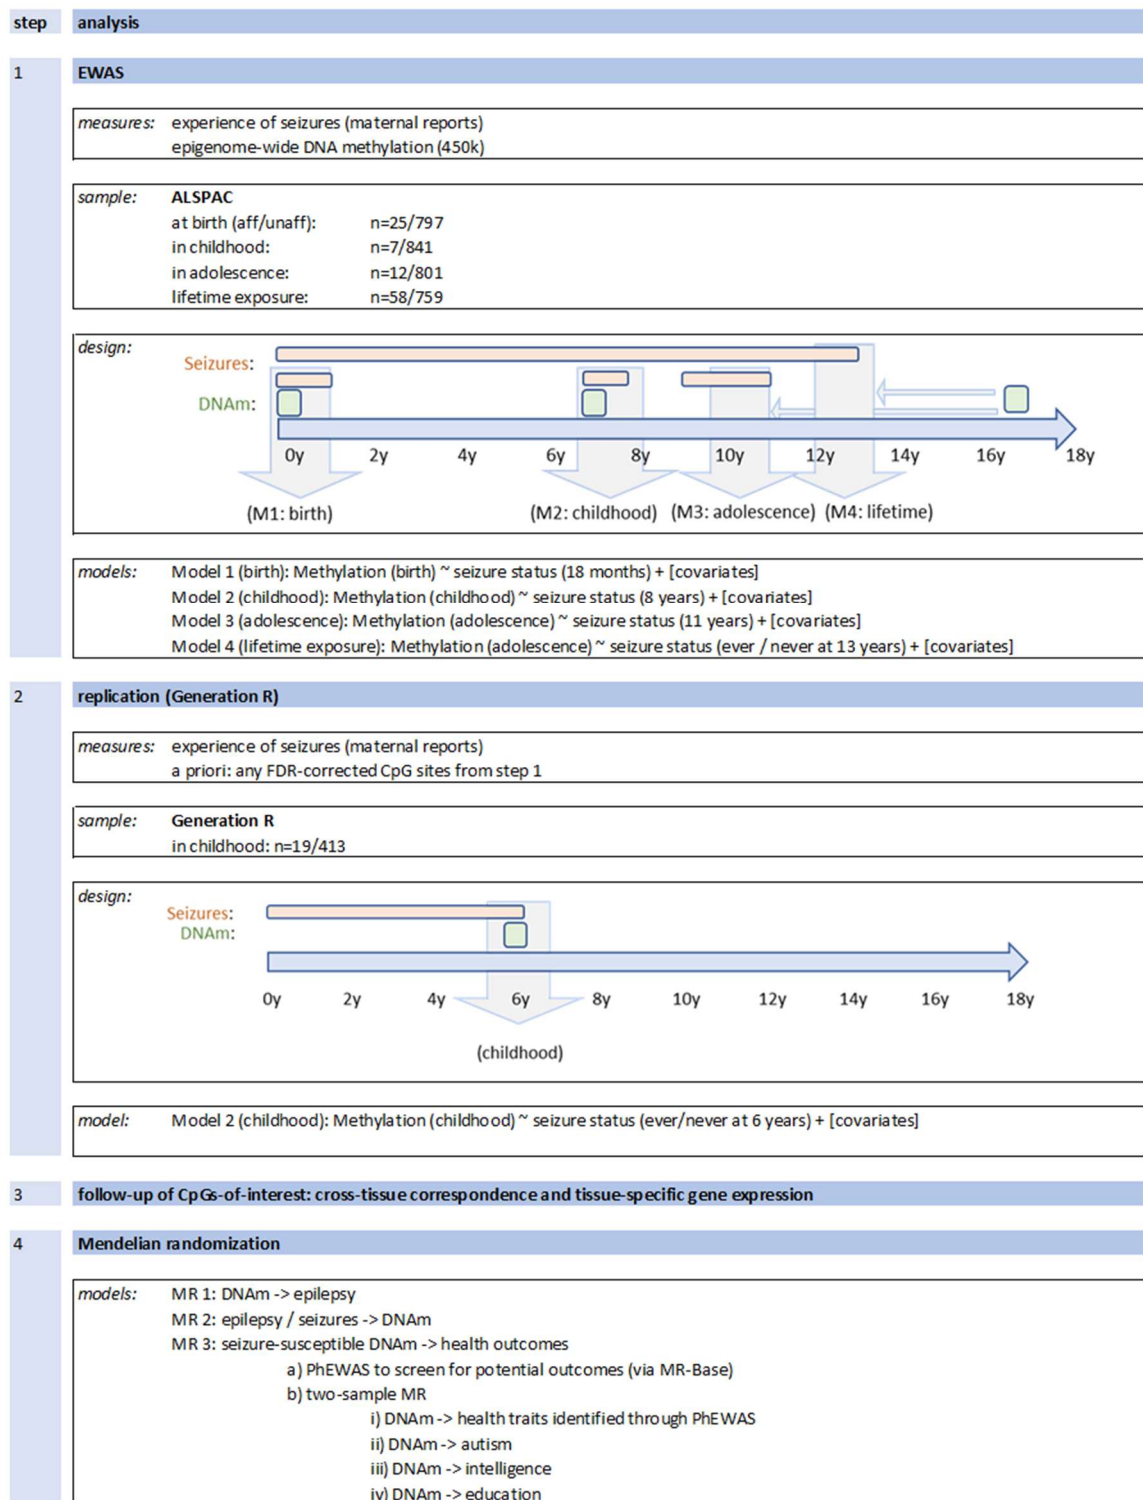 step analysis
1 EWAS
measures: experience of seizures (maternal reports)
epigenome-wide DNA methylation (450k)
sample: ALSPAC
at birth (aff/unaff): n=25/797
in childhood: n=7/841
in adolescence: n=12/801
lifetime exposure: n=58/759
design:
Seizures:
DNAm:
0y 2y 4y 6y 8y 10y 12y 14y 16y 18y
(M1: birth) (M2: childhood) (M3: adolescence) (M4: lifetime)
models: Model 1 (birth): Methylation (birth) ~ seizure status (18 months) + [covariates]
Model 2 (childhood): Methylation (childhood) ~ seizure status (8 years) + [covariates]
Model 3 (adolescence): Methylation (adolescence) ~ seizure status (11 years) + [covariates]
Model 4 (lifetime exposure): Methylation (adolescence) ~ seizure status (ever / never at 13 years) + [covariates]
2 replication (Generation R)
measures: experience of seizures (maternal reports)
a priori: any FDR-corrected CpG sites from step 1
sample: Generation R
in childhood: n=19/413
design:
Seizures:
DNAm:
0y 2y 4y 6y 8y 10y 12y 14y 16y 18y
(childhood)
model: Model 2 (childhood): Methylation (childhood) ~ seizure status (ever/never at 6 years) + [covariates]
3 follow-up of CpGs-of-interest: cross-tissue correspondence and tissue-specific gene expression
4 Mendelian randomization
models: MR 1: DNAm -> epilepsy
MR 2: epilepsy / seizures -> DNAm
MR 3: seizure-susceptible DNAm -> health outcomes
a) PhEWAS to screen for potential outcomes (via MR-Base)
b) two-sample MR
i) DNAm -> health traits identified through PhEWAS
ii) DNAm -> autism
iii) DNAm -> intelligence
iv) DNAm -> education